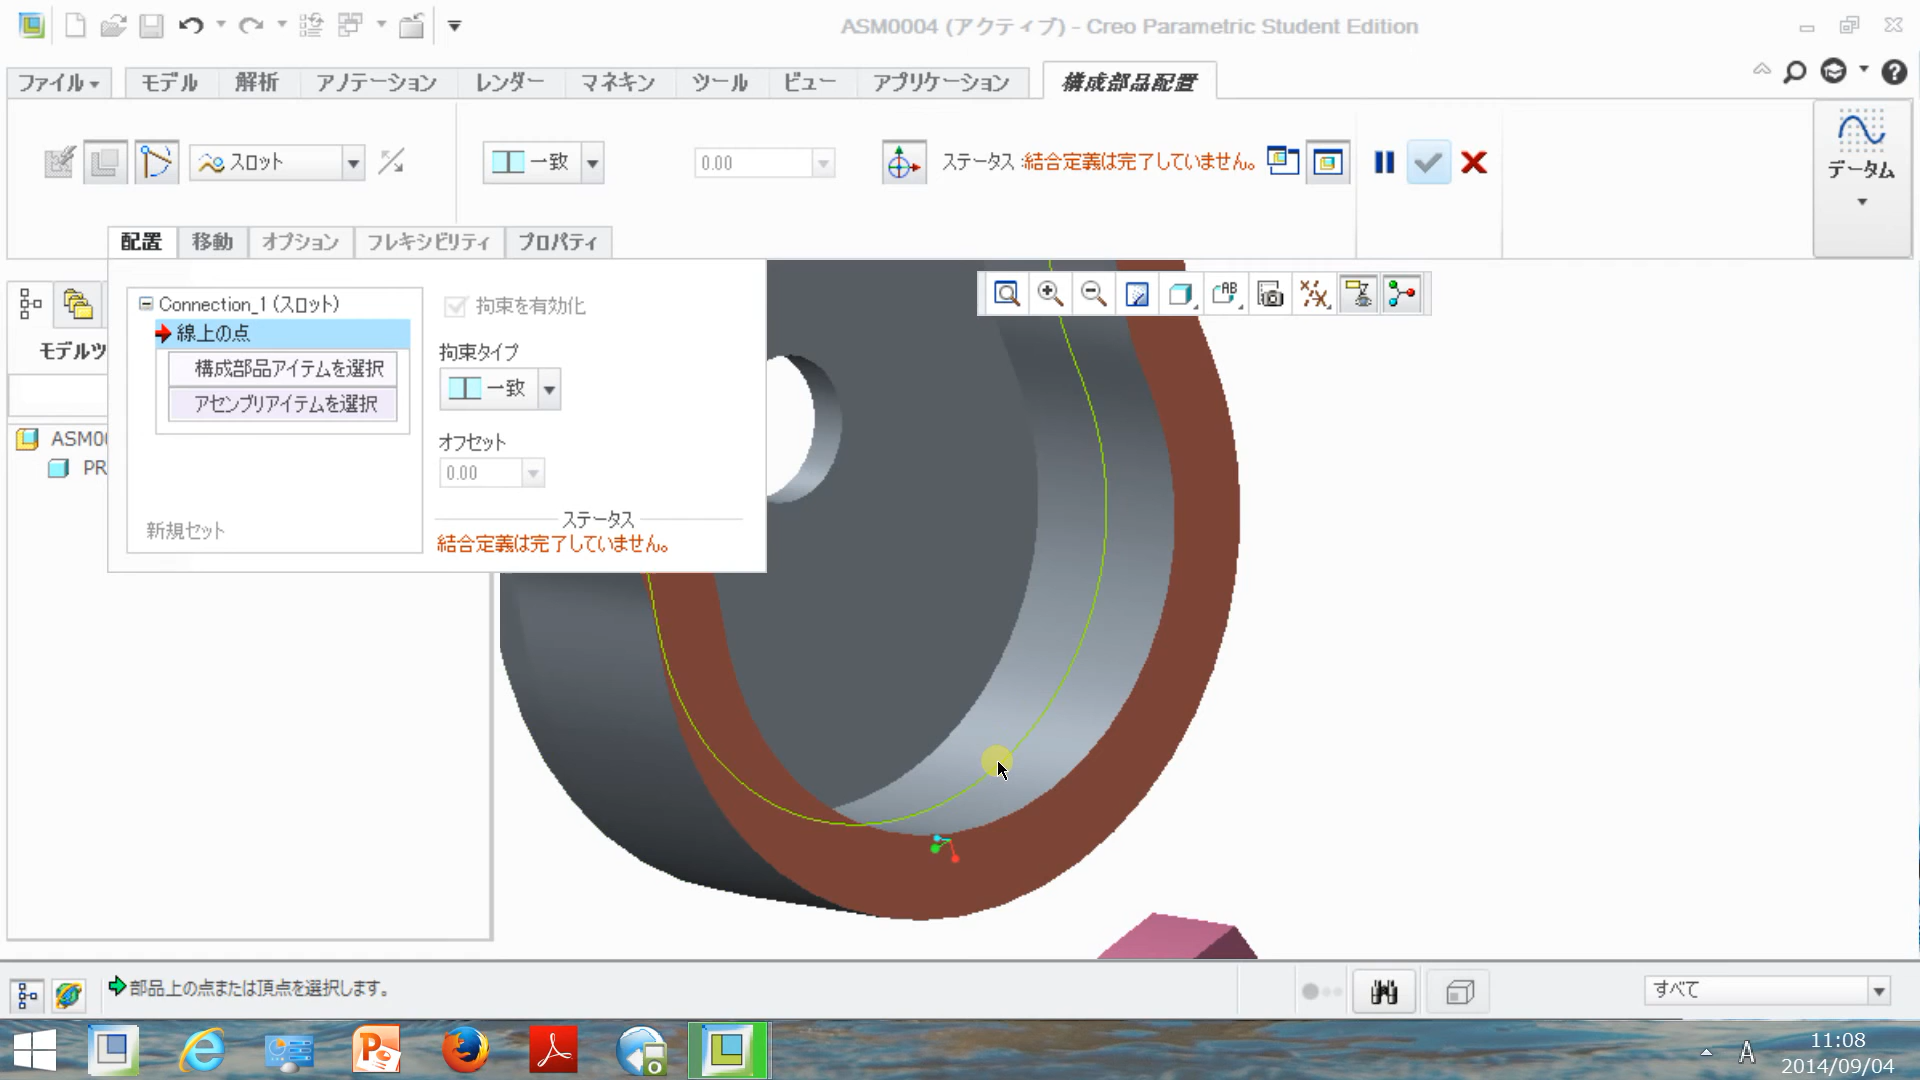 ASM0004 (アクティブ) - Creo Parametric Student Edition
ファイル モデル 解析 アノテーション レンダー マネキン ツール ビュー アプリケーション 構成部品配置
スロット 一致 0.00 ステータス :結合定義は完了していません。
データム
配置 移動 オプション フレキシビリティ プロパティ
Connection_1 (スロット)
線上の点
構成部品アイテムを選択
アセンブリアイテムを選択
新規セット
拘束を有効化
拘束タイプ
一致
オフセット
0.00
ステータス
結合定義は完了していません。
モデルツ
ASM00
PR
部品上の点または頂点を選択します。
すべて
A
11:08
2014/09/04